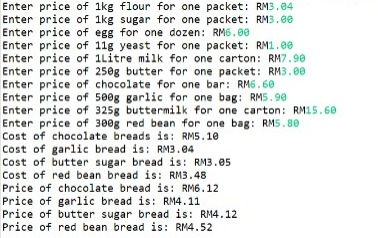 Enter price of 1kg flour for one packet: RM3.04
Enter price of 1kg sugar for one packet: RM3.00
Enter price of egg for one dozen: RM6.00
Enter price of 11g yeast for one packet: RM1.00
Enter price of 1Litre milk for one carton: RM7.90
Enter price of 250g butter for one packet: RM3.00
Enter price of chocolate for one bar: RM6.60
Enter price of 500g garlic for one bag: RM5.90
Enter price of 325g buttermilk for one carton: RM15.60
Enter price of 300g red bean for one bag: RM5.80
Cost of chocolate breads is: RM5.10
Cost of garlic bread is: RM3.04
Cost of butter sugar bread is: RM3.05
Cost of red bean bread is: RM3.48
Price of chocolate bread is: RM6.12
Price of garlic bread is: RM4.11
Price of butter sugar bread is: RM4.12
Price of red bean bread is: RM4.52